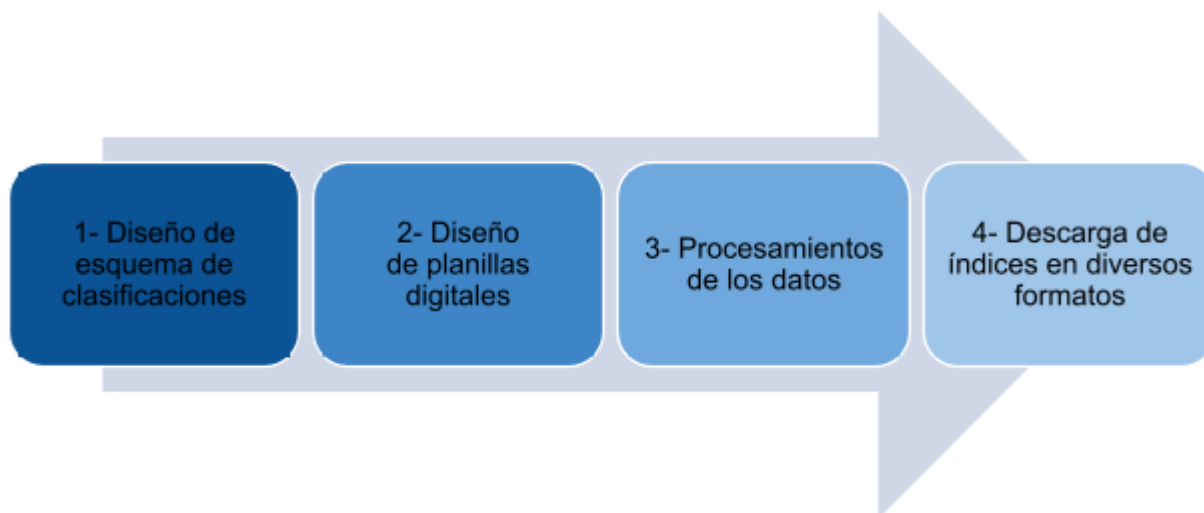 1- Diseño de
esquema de
clasificaciones
2- Diseño
de planillas
digitales
3- Procesamientos
de los datos
4- Descarga de
índices en diversos
formatos